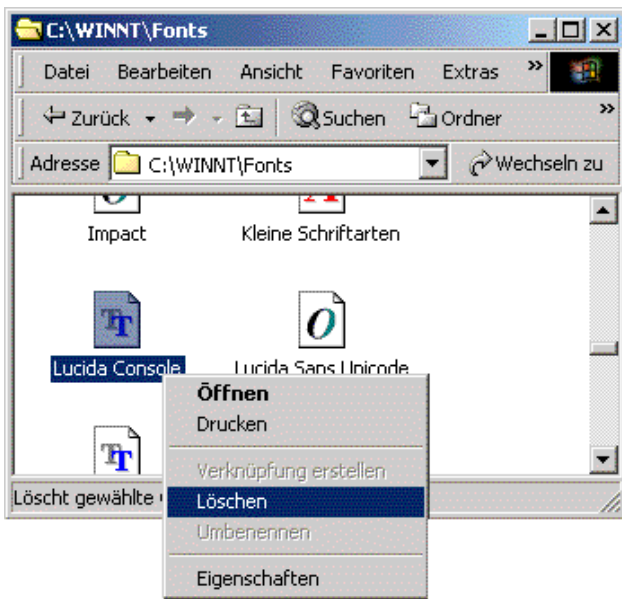 C:\WINNT\Fonts
Datei Bearbeiten Ansicht Favoriten Extras »
Zurück Suchen Ordner »
Adresse C:\WINNT\Fonts Wechseln zu
Impact Kleine Schriftarten
Lucida Console Lucida Sans Unicode
Öffnen
Drucken
Verknüpfung erstellen
Löschen
Löscht gewählte
Umbenennen
Eigenschaften